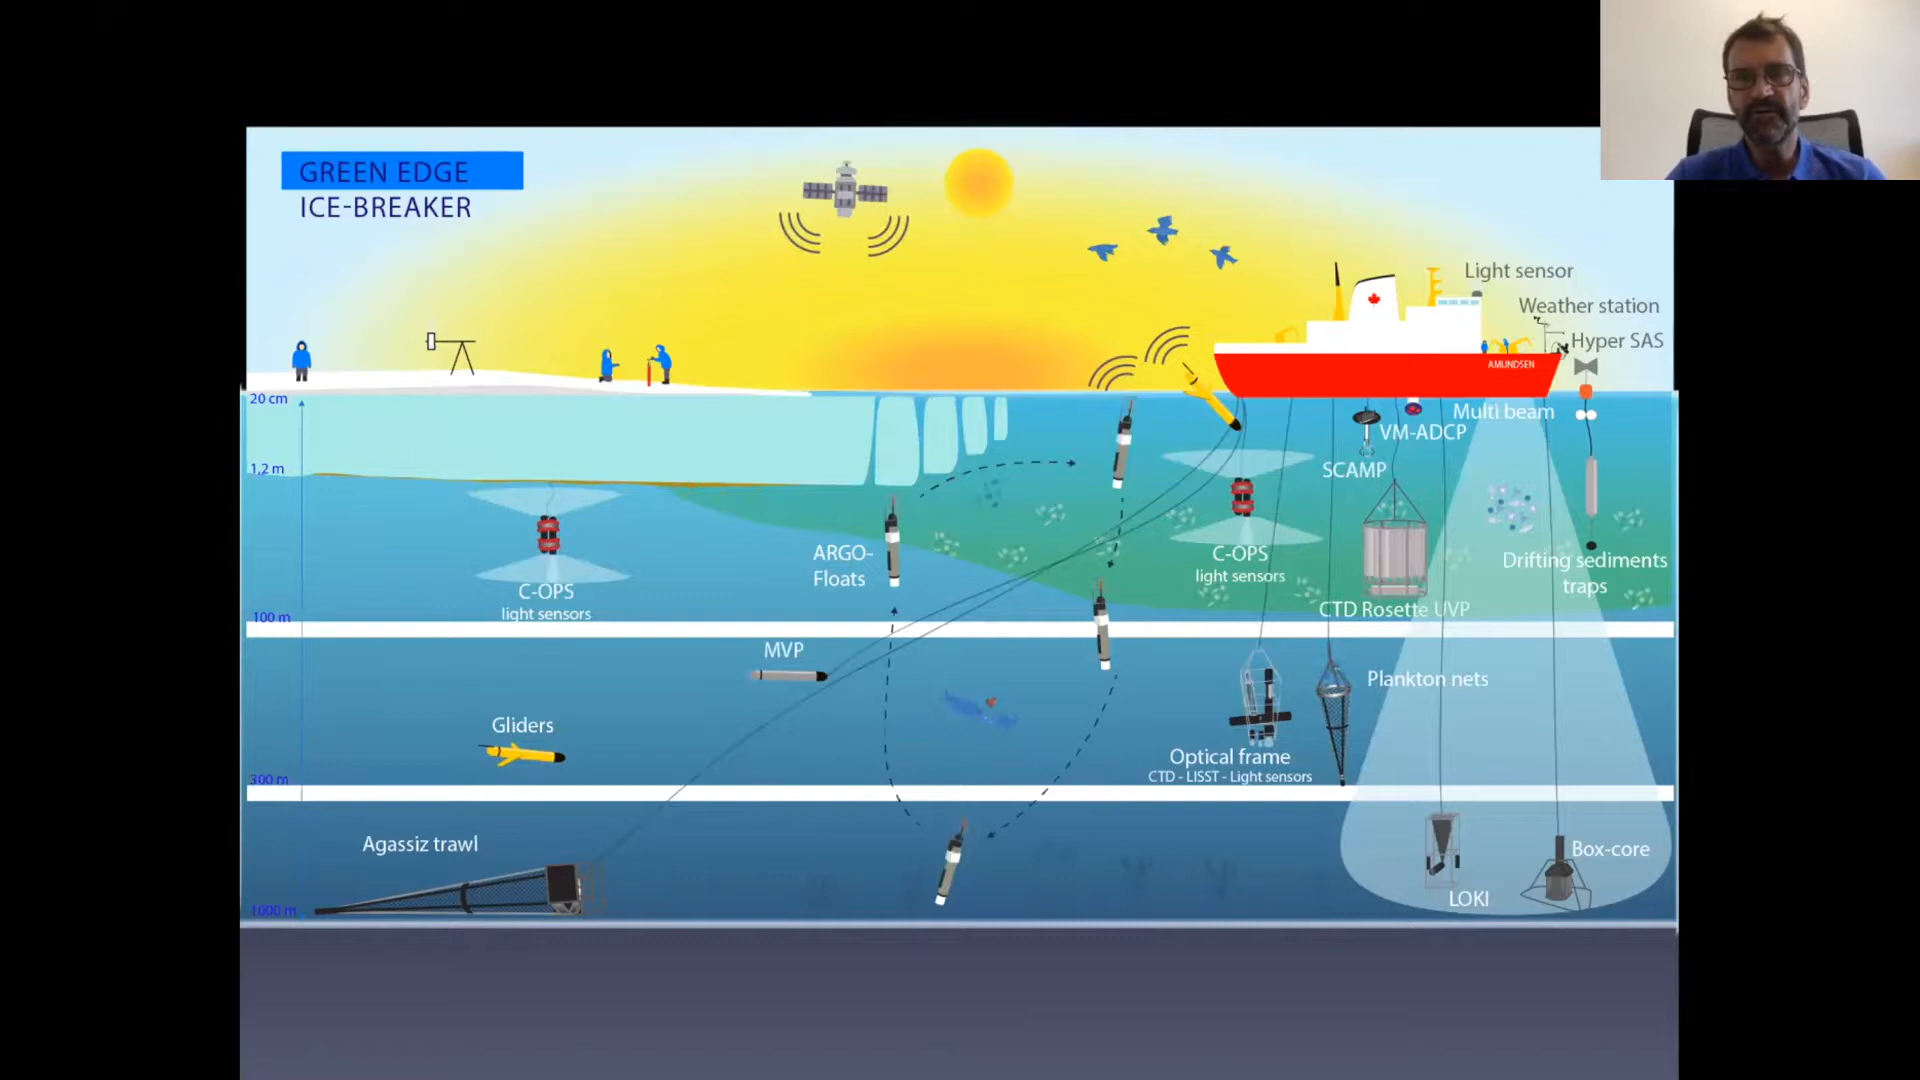 GREEN EDGE
ICE-BREAKER
Light sensor
Weather station
Hyper SAS
AMUNDSEN
20 cm
Multi beam
VM-ADCP
1,2 m
SCAMP
ARGO-
Floats
C-OPS
light sensors
C-OPS
light sensors
Drifting sediments
traps
CTD Rosette UVP
100 m
MVP
Plankton nets
Gliders
Optical frame
CTD - LISST - Light sensors
300 m
Agassiz trawl
Box-core
LOKI
1000 m